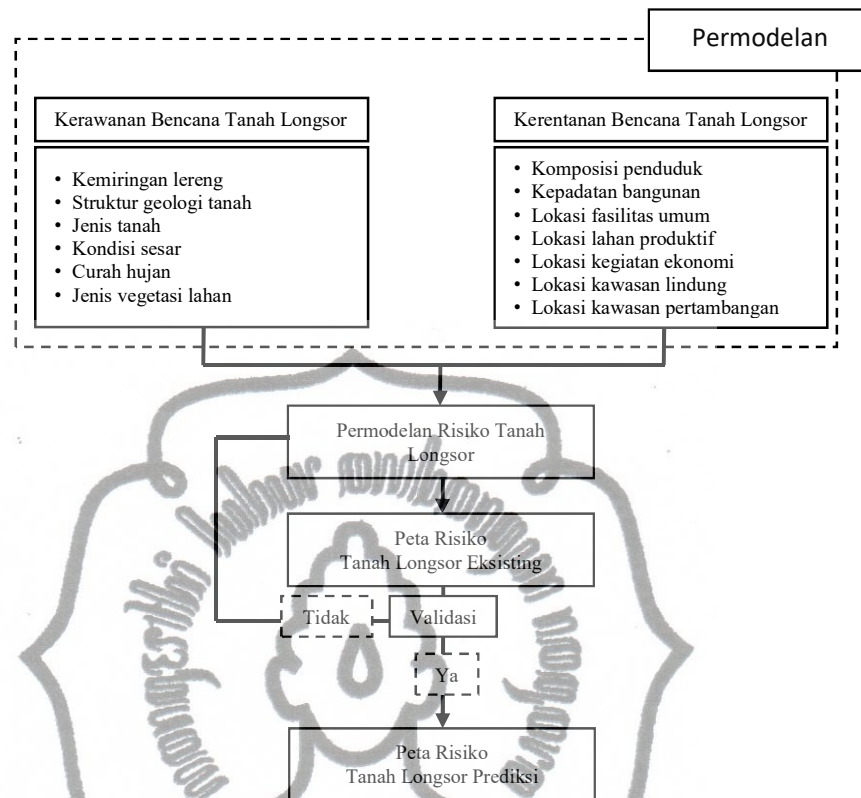 Permodelan
Kerawanan Bencana Tanah Longsor
• Kemiringan lereng
• Struktur geologi tanah
• Jenis tanah
• Kondisi sesar
• Curah hujan
• Jenis vegetasi lahan
Kerentanan Bencana Tanah Longsor
• Komposisi penduduk
• Kepadatan bangunan
• Lokasi fasilitas umum
• Lokasi lahan produktif
• Lokasi kegiatan ekonomi
• Lokasi kawasan lindung
• Lokasi kawasan pertambangan
Permodelan Risiko Tanah
Longsor
Peta Risiko
Tanah Longsor Eksisting
Tidak
Validasi
Ya
Peta Risiko
Tanah Longsor Prediksi